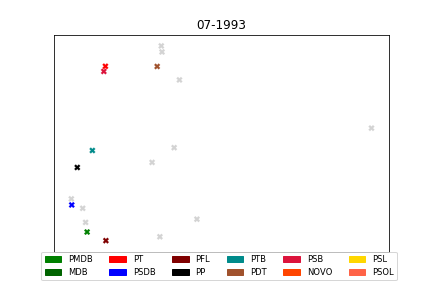 07-1993
PMDB PT PFL PTB PSB PSL
MDB PSDB PP PDT NOVO PSOL